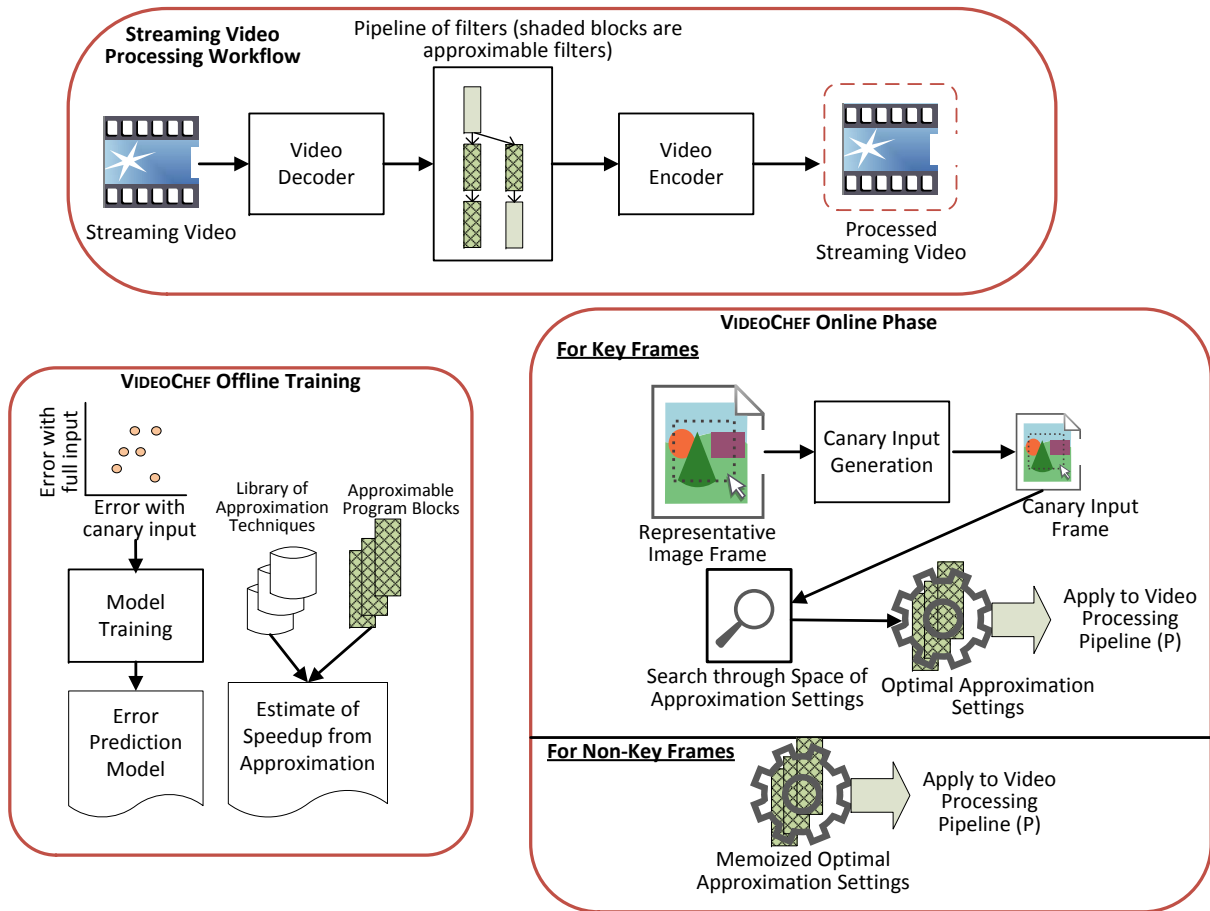 Streaming Video
Processing Workflow
Pipeline of filters (shaded blocks are
approximable filters)
Streaming Video
Video
Decoder
Video
Encoder
Processed
Streaming Video
VIDEOCHEF Offline Training
Error with
full input
Error with
canary input
Library of
Approximation
Techniques
Approximable
Program Blocks
Model
Training
Error
Prediction
Model
Estimate of
Speedup from
Approximation
VIDEOCHEF Online Phase
For Key Frames
Representative
Image Frame
Canary Input
Generation
Canary Input
Frame
Search through Space of
Approximation Settings
Optimal Approximation
Settings
Apply to Video
Processing
Pipeline (P)
For Non-Key Frames
Memoized Optimal
Approximation Settings
Apply to Video
Processing
Pipeline (P)